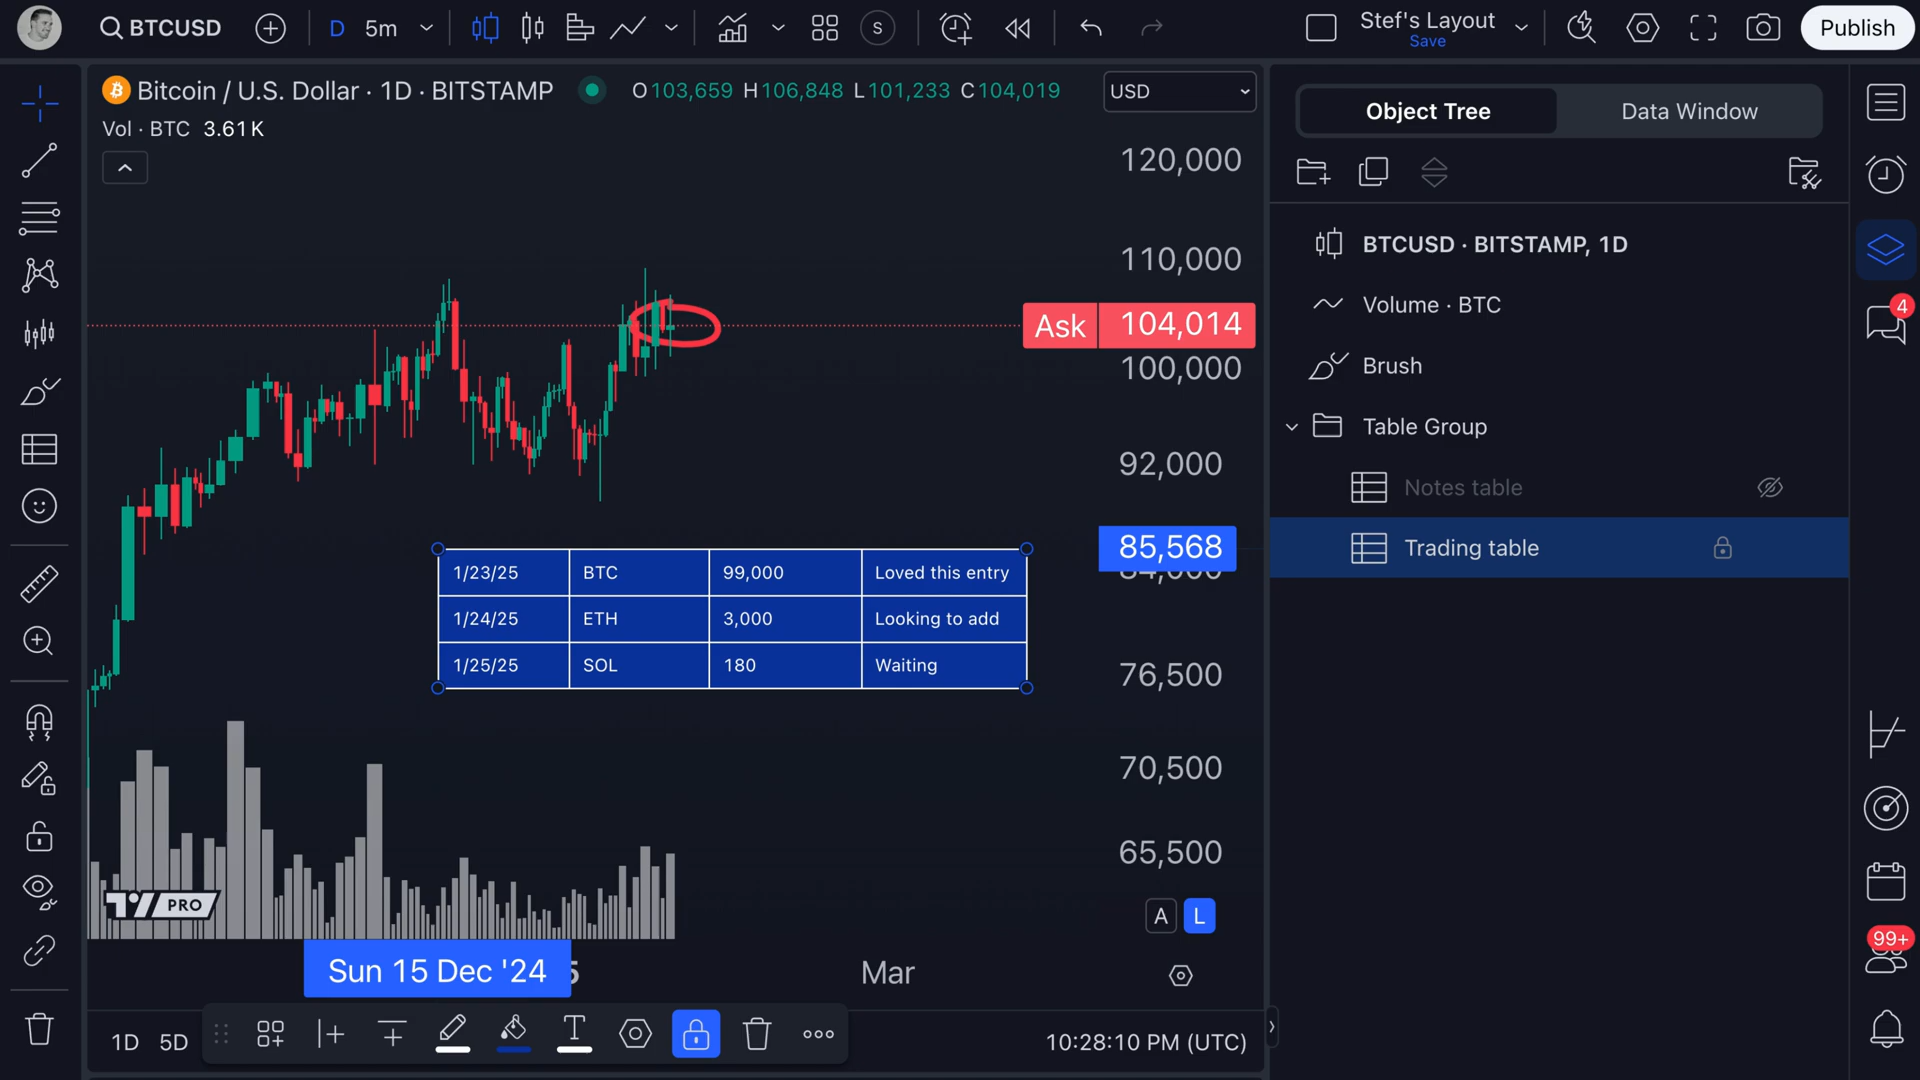 BTCUSD D 5m S Stef's Layout Save Publish
Bitcoin / U.S. Dollar · 1D · BITSTAMP O103,659 H106,848 L101,233 C104,019 USD
Vol · BTC 3.61K
120,000
110,000
Ask 104,014
100,000
92,000
85,568
84,000
76,500
70,500
65,500
1/23/25 BTC 99,000 Loved this entry
1/24/25 ETH 3,000 Looking to add
1/25/25 SOL 180 Waiting
PRO
A L
Sun 15 Dec '24 5 Mar
1D 5D T 10:28:10 PM (UTC)
Object Tree Data Window
BTCUSD · BITSTAMP, 1D
Volume · BTC
Brush
Table Group
Notes table
Trading table
4
99+